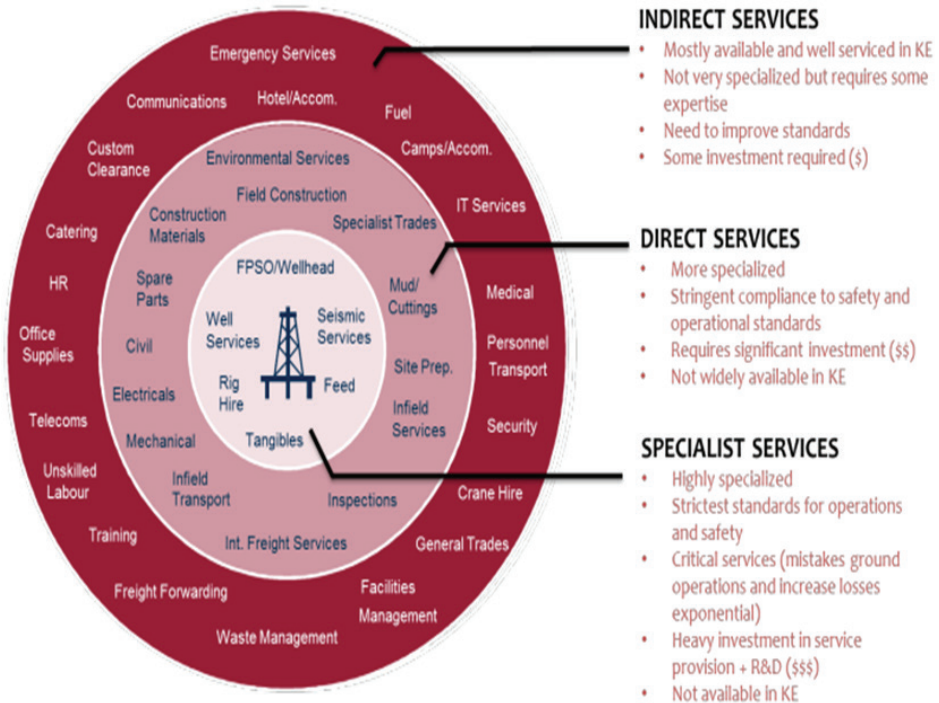 Emergency Services
Communications
Hotel/Accom.
Fuel
Custom
Clearance
Camps/Accom.
Catering
IT Services
HR
Medical
Office
Supplies
Personnel
Transport
Telecoms
Security
Unskilled
Labour
Crane Hire
Training
General Trades
Freight Forwarding
Facilities
Management
Waste Management
Environmental Services
Field Construction
Construction
Materials
Specialist Trades
Spare
Parts
Mud/
Cuttings
Civil
Site Prep.
Electricals
Infield
Services
Mechanical
Infield
Transport
Inspections
Int. Freight Services
FPSO/Wellhead
Well
Services
Seismic
Services
Rig
Hire
Feed
Tangibles
INDIRECT SERVICES
• Mostly available and well serviced in KE
• Not very specialized but requires some
expertise
• Need to improve standards
• Some investment required ($)
DIRECT SERVICES
• More specialized
• Stringent compliance to safety and
operational standards
• Requires significant investment ($$)
• Not widely available in KE
SPECIALIST SERVICES
• Highly specialized
• Strictest standards for operations
and safety
• Critical services (mistakes ground
operations and increase losses
exponential)
• Heavy investment in service
provision + R&D ($$$)
• Not available in KE